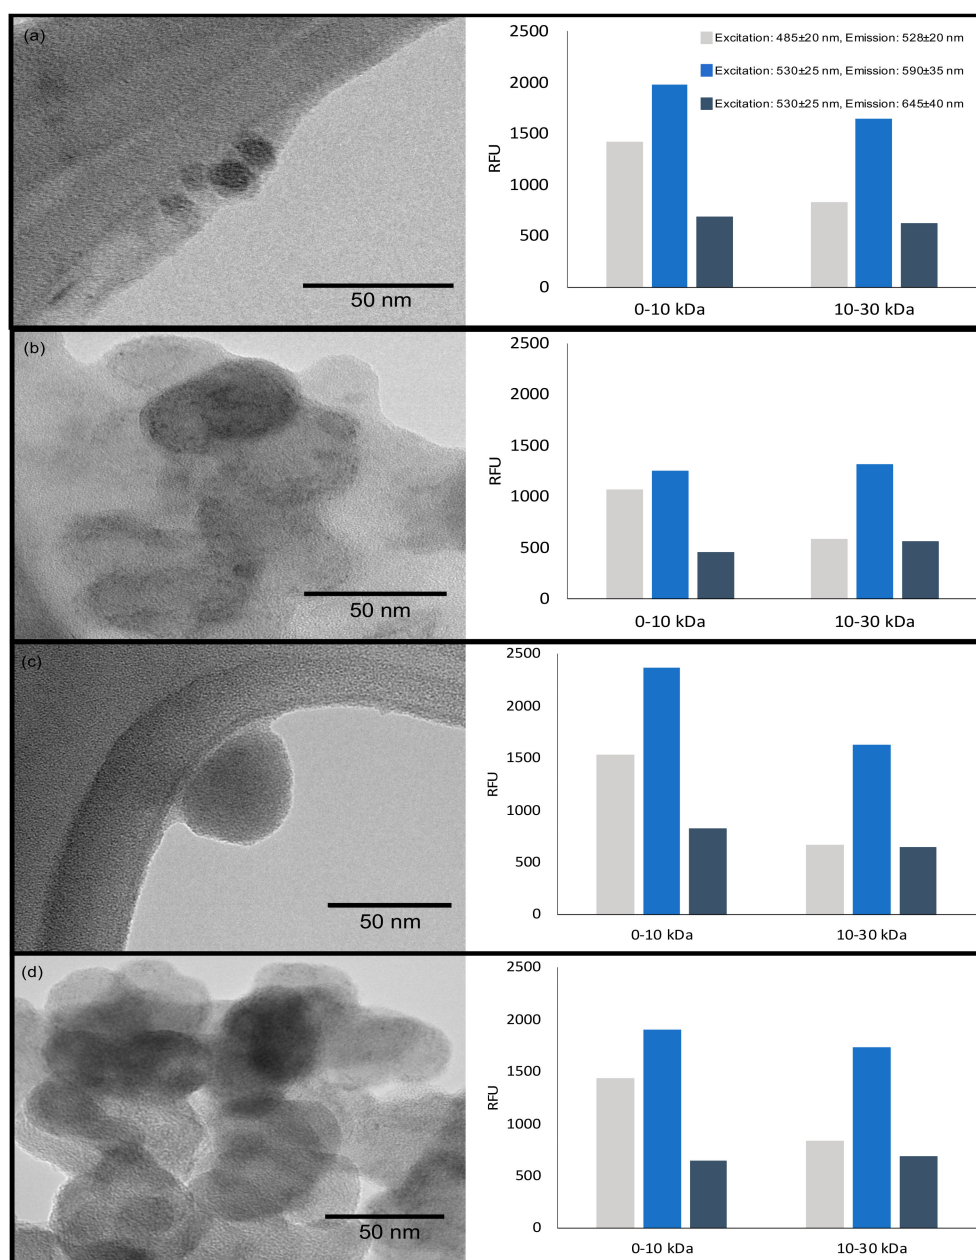 (a)
50 nm
2500
2000
1500
1000
500
0
RFU
Excitation: 485±20 nm, Emission: 528±20 nm
Excitation: 530±25 nm, Emission: 590±35 nm
Excitation: 530±25 nm, Emission: 645±40 nm
0-10 kDa
10-30 kDa
(b)
50 nm
2500
2000
1500
1000
500
0
RFU
0-10 kDa
10-30 kDa
(c)
50 nm
2500
2000
1500
1000
500
0
RFU
0-10 kDa
10-30 kDa
(d)
50 nm
2500
2000
1500
1000
500
0
RFU
0-10 kDa
10-30 kDa